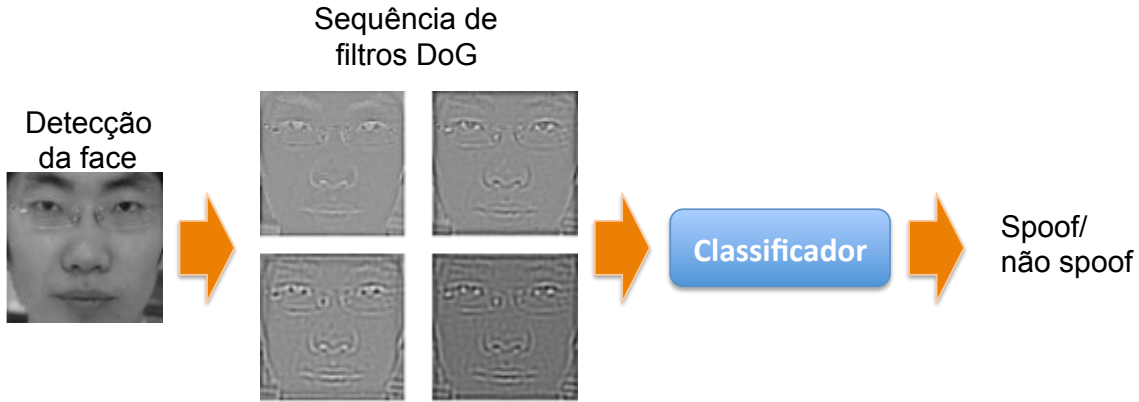 Detecção
da face
Sequência de
filtros DoG
Classificador
Spoof/
não spoof